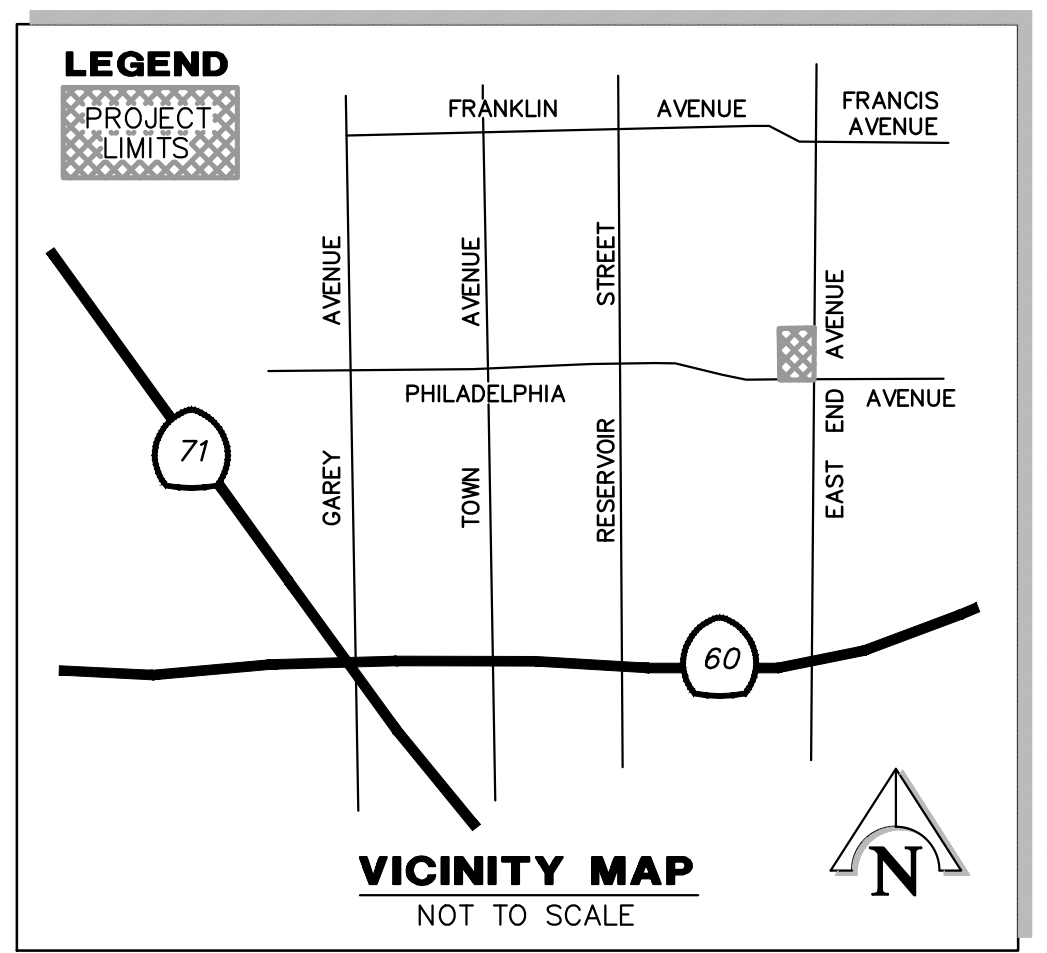 LEGEND
PROJECT
LIMITS
FRANKLIN AVENUE
FRANCIS
AVENUE
GAREY AVENUE
TOWN AVENUE
RESERVOIR STREET
EAST END AVENUE
PHILADELPHIA AVENUE
71
60
VICINITY MAP
NOT TO SCALE
N